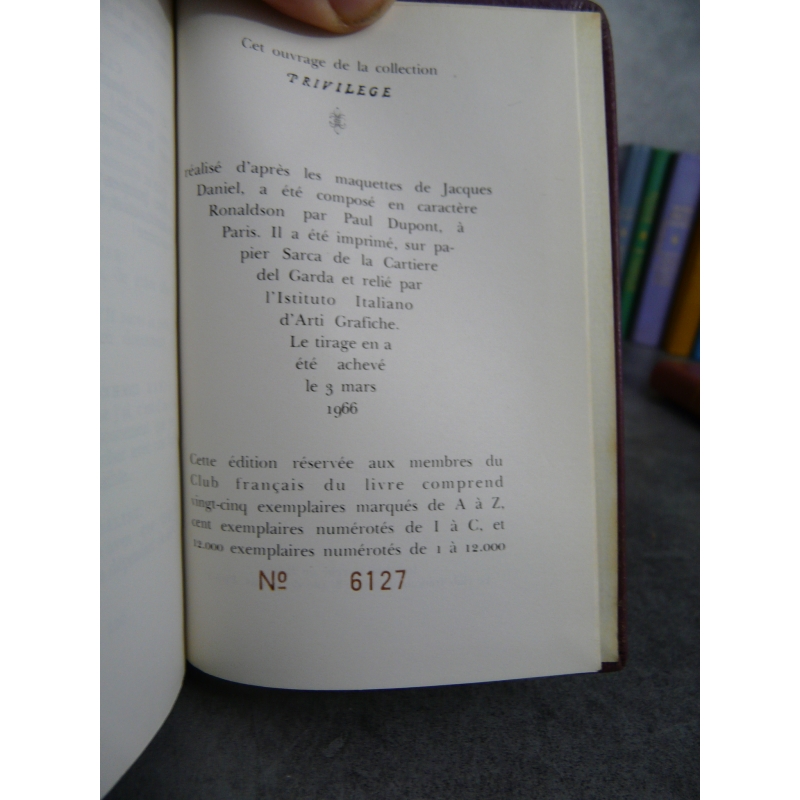 Cet ouvrage de la collection
PRIVILEGE
réalisé d'après les maquettes de Jacques
Daniel, a été composé en caractère
Ronaldson par Paul Dupont, à
Paris. Il a été imprimé, sur pa-
pier Sarca de la Cartiere
del Garda et relié par
l'Istituto Italiano
d'Arti Grafiche.
Le tirage en a
été achevé
le 3 mars
1966
Cette édition réservée aux membres du
Club français du livre comprend
vingt-cinq exemplaires marqués de A à Z,
cent exemplaires numérotés de I à C, et
12.000 exemplaires numérotés de 1 à 12.000
Nº 6127